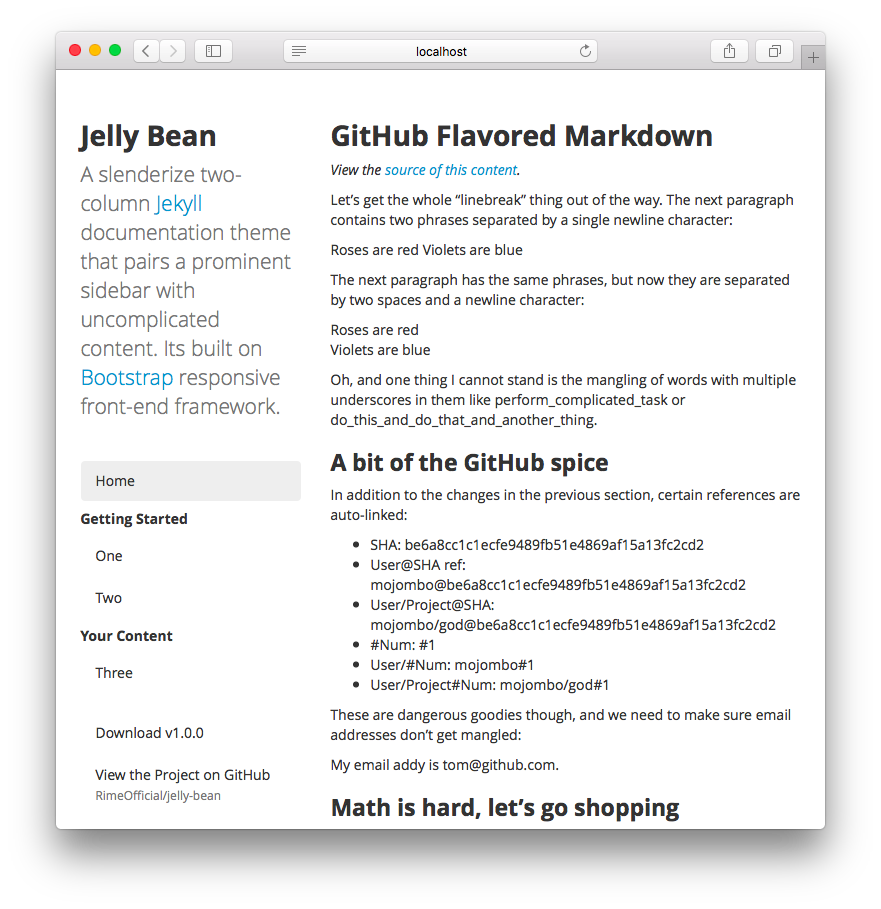 localhost
Jelly Bean
A slenderize two-
column Jekyll
documentation theme
that pairs a prominent
sidebar with
uncomplicated
content. Its built on
Bootstrap responsive
front-end framework.
Home
Getting Started
One
Two
Your Content
Three
Download v1.0.0
View the Project on GitHub
RimeOfficial/jelly-bean
GitHub Flavored Markdown
View the source of this content.
Let’s get the whole “linebreak” thing out of the way. The next paragraph
contains two phrases separated by a single newline character:
Roses are red Violets are blue
The next paragraph has the same phrases, but now they are separated
by two spaces and a newline character:
Roses are red
Violets are blue
Oh, and one thing I cannot stand is the mangling of words with multiple
underscores in them like perform_complicated_task or
do_this_and_do_that_and_another_thing.
A bit of the GitHub spice
In addition to the changes in the previous section, certain references are
auto-linked:
• SHA: be6a8cc1c1ecfe9489fb51e4869af15a13fc2cd2
• User@SHA ref:
mojombo@be6a8cc1c1ecfe9489fb51e4869af15a13fc2cd2
• User/Project@SHA:
mojombo/god@be6a8cc1c1ecfe9489fb51e4869af15a13fc2cd2
• #Num: #1
• User/#Num: mojombo#1
• User/Project#Num: mojombo/god#1
These are dangerous goodies though, and we need to make sure email
addresses don’t get mangled:
My email addy is tom@github.com.
Math is hard, let’s go shopping